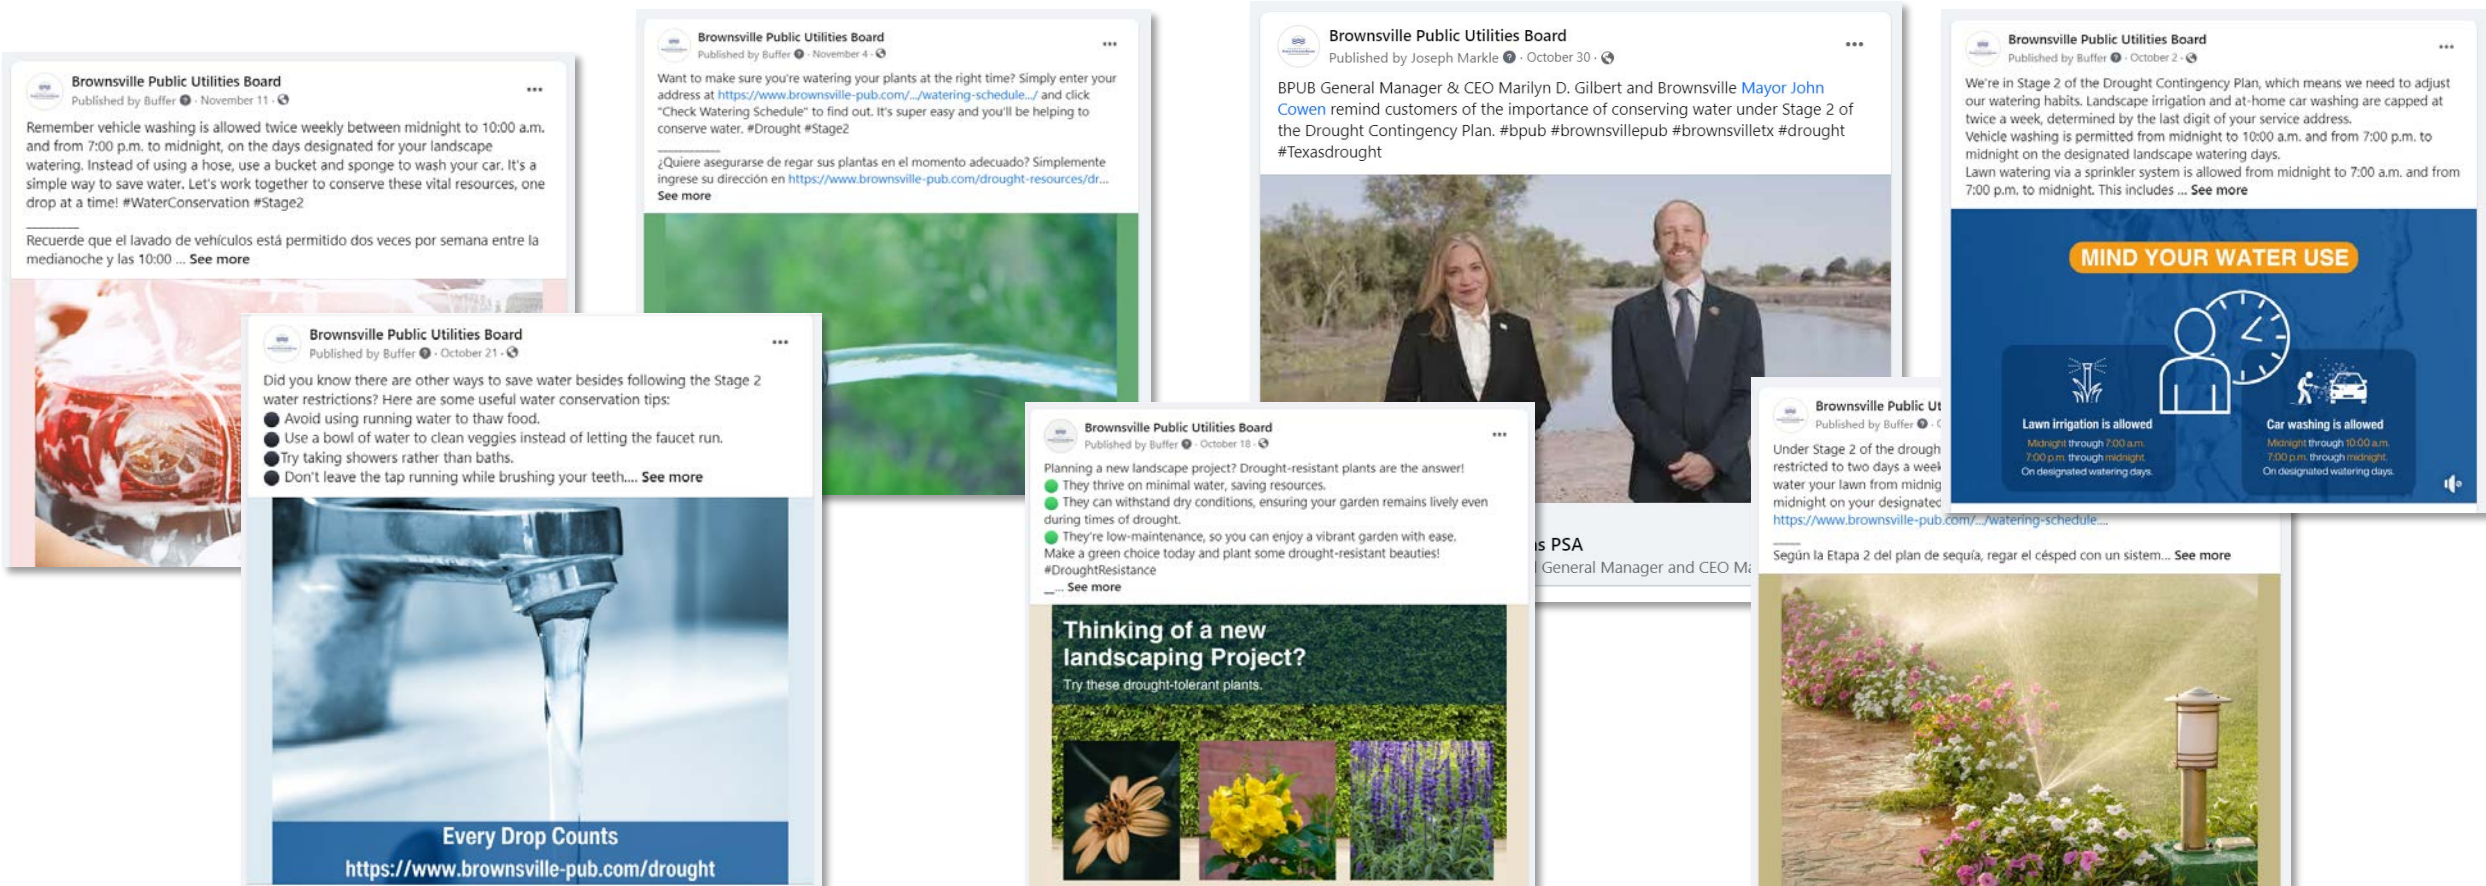 Brownsville Public Utilities Board
Published by Buffer · November 11 ·
Remember vehicle washing is allowed twice weekly between midnight to 10:00 a.m.
and from 7:00 p.m. to midnight, on the days designated for your landscape
watering. Instead of using a hose, use a bucket and sponge to wash your car. It's a
simple way to save water. Let's work together to conserve these vital resources, one
drop at a time! #WaterConservation #Stage2
__________
Recuerde que el lavado de vehículos está permitido dos veces por semana entre la
medianoche y las 10:00 ... See more
Brownsville Public Utilities Board
Published by Buffer · October 21 ·
Did you know there are other ways to save water besides following the Stage 2
water restrictions? Here are some useful water conservation tips:
Avoid using running water to thaw food.
Use a bowl of water to clean veggies instead of letting the faucet run.
Try taking showers rather than baths.
Don't leave the tap running while brushing your teeth.... See more
Every Drop Counts
https://www.brownsville-pub.com/drought
Brownsville Public Utilities Board
Published by Buffer · November 4 ·
Want to make sure you're watering your plants at the right time? Simply enter your
address at https://www.brownsville-pub.com/.../watering-schedule.../ and click
"Check Watering Schedule" to find out. It's super easy and you'll be helping to
conserve water. #Drought #Stage2
__________
¿Quiere asegurarse de regar sus plantas en el momento adecuado? Simplemente
ingrese su dirección en https://www.brownsville-pub.com/drought-resources/dr...
See more
Brownsville Public Utilities Board
Published by Buffer · October 18 ·
Planning a new landscape project? Drought-resistant plants are the answer!
They thrive on minimal water, saving resources.
They can withstand dry conditions, ensuring your garden remains lively even
during times of drought.
They're low-maintenance, so you can enjoy a vibrant garden with ease.
Make a green choice today and plant some drought-resistant beauties!
#DroughtResistance
__... See more
Thinking of a new
landscaping Project?
Try these drought-tolerant plants.
Brownsville Public Utilities Board
Published by Joseph Markle · October 30 ·
BPUB General Manager & CEO Marilyn D. Gilbert and Brownsville Mayor John
Cowen remind customers of the importance of conserving water under Stage 2 of
the Drought Contingency Plan. #bpub #brownsvillepub #brownsvilletx #drought
#Texasdrought
PSA
General Manager and CEO
Brownsville Public
Published by Buffer ·
Under Stage 2 of the
restricted to two days a week
water your lawn from
midnight on your designated
https://www.brownsville-pub.com/.../watering-schedule....
_____
Según la Etapa 2 del plan de sequía, regar el césped con un sistem... See more
Brownsville Public Utilities Board
Published by Buffer · October 2 ·
We're in Stage 2 of the Drought Contingency Plan, which means we need to adjust
our watering habits. Landscape irrigation and at-home car washing are capped at
twice a week, determined by the last digit of your service address.
Vehicle washing is permitted from midnight to 10:00 a.m. and from 7:00 p.m. to
midnight on the designated landscape watering days.
Lawn watering via a sprinkler system is allowed from midnight to 7:00 a.m. and from
7:00 p.m. to midnight. This includes ... See more
MIND YOUR WATER USE
Lawn irrigation is allowed
Midnight through 7:00 a.m.
7:00 p.m. through midnight.
On designated watering days.
Car washing is allowed
Midnight through 10:00 a.m.
7:00 p.m. through midnight.
On designated watering days.